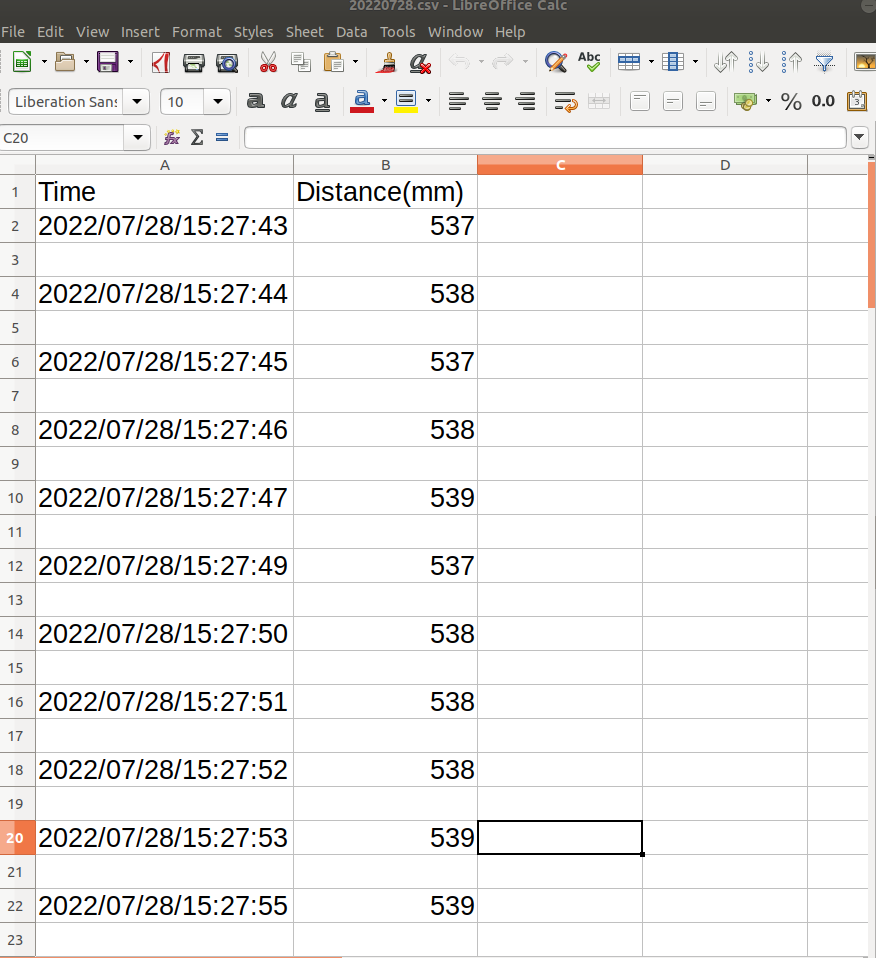 20220728.csv - LibreOffice Calc
File Edit View Insert Format Styles Sheet Data Tools Window Help
Abc
Liberation Sans 10 a a a a % 0.0 3
C20 fx Σ =
A B C D
1 Time Distance(mm)
2 2022/07/28/15:27:43 537
3
4 2022/07/28/15:27:44 538
5
6 2022/07/28/15:27:45 537
7
8 2022/07/28/15:27:46 538
9
10 2022/07/28/15:27:47 539
11
12 2022/07/28/15:27:49 537
13
14 2022/07/28/15:27:50 538
15
16 2022/07/28/15:27:51 538
17
18 2022/07/28/15:27:52 538
19
20 2022/07/28/15:27:53 539
21
22 2022/07/28/15:27:55 539
23